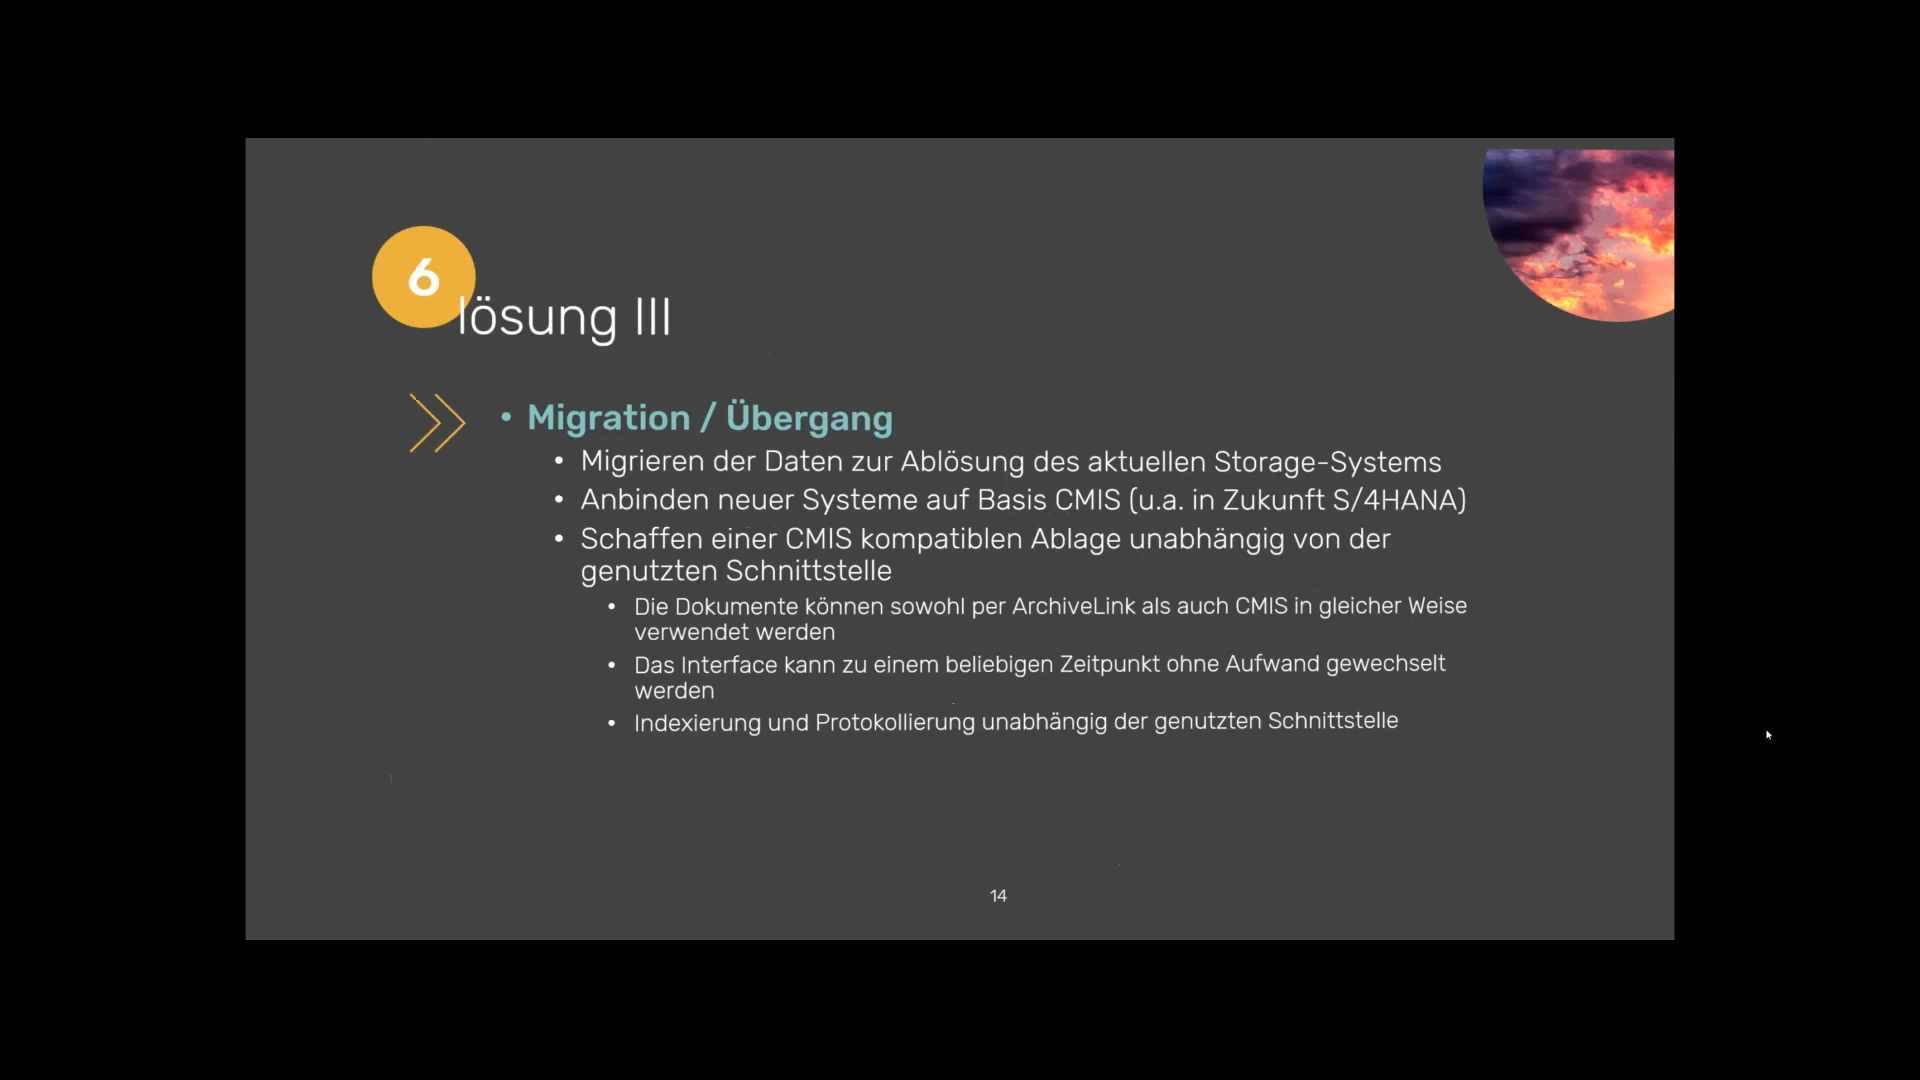 6
lösung III
• Migration / Übergang
• Migrieren der Daten zur Ablösung des aktuellen Storage-Systems
• Anbinden neuer Systeme auf Basis CMIS (u.a. in Zukunft S/4HANA)
• Schaffen einer CMIS kompatiblen Ablage unabhängig von der
genutzten Schnittstelle
• Die Dokumente können sowohl per ArchiveLink als auch CMIS in gleicher Weise
verwendet werden
• Das Interface kann zu einem beliebigen Zeitpunkt ohne Aufwand gewechselt
werden
• Indexierung und Protokollierung unabhängig der genutzten Schnittstelle
14